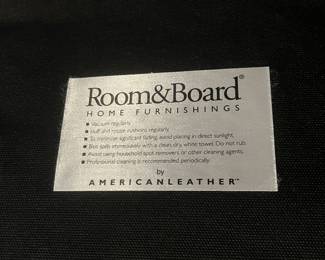 Room&Board®
HOME FURNISHINGS
■ Vacuum regularly.
■ Fluff and rotate cushions regularly.
■ To minimize significant fading, avoid placing in direct sunlight.
■ Blot spills immediately with a clean, dry, white towel. Do not rub.
■ Avoid using household spot removers or other cleaning agents.
■ Professional cleaning is recommended periodically.
by
AMERICANLEATHER™